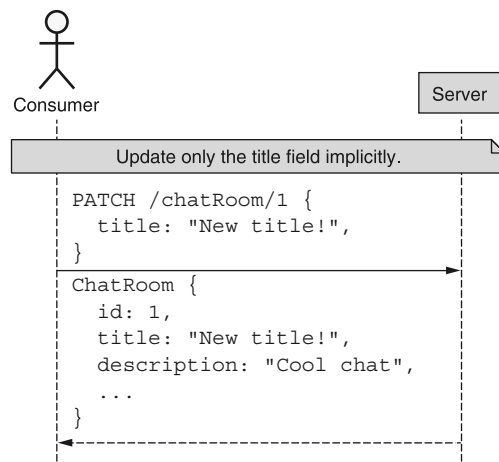 Consumer
Server
Update only the title field implicitly.
PATCH /chatRoom/1 {
  title: "New title!",
}
ChatRoom {
  id: 1,
  title: "New title!",
  description: "Cool chat",
  ...
}